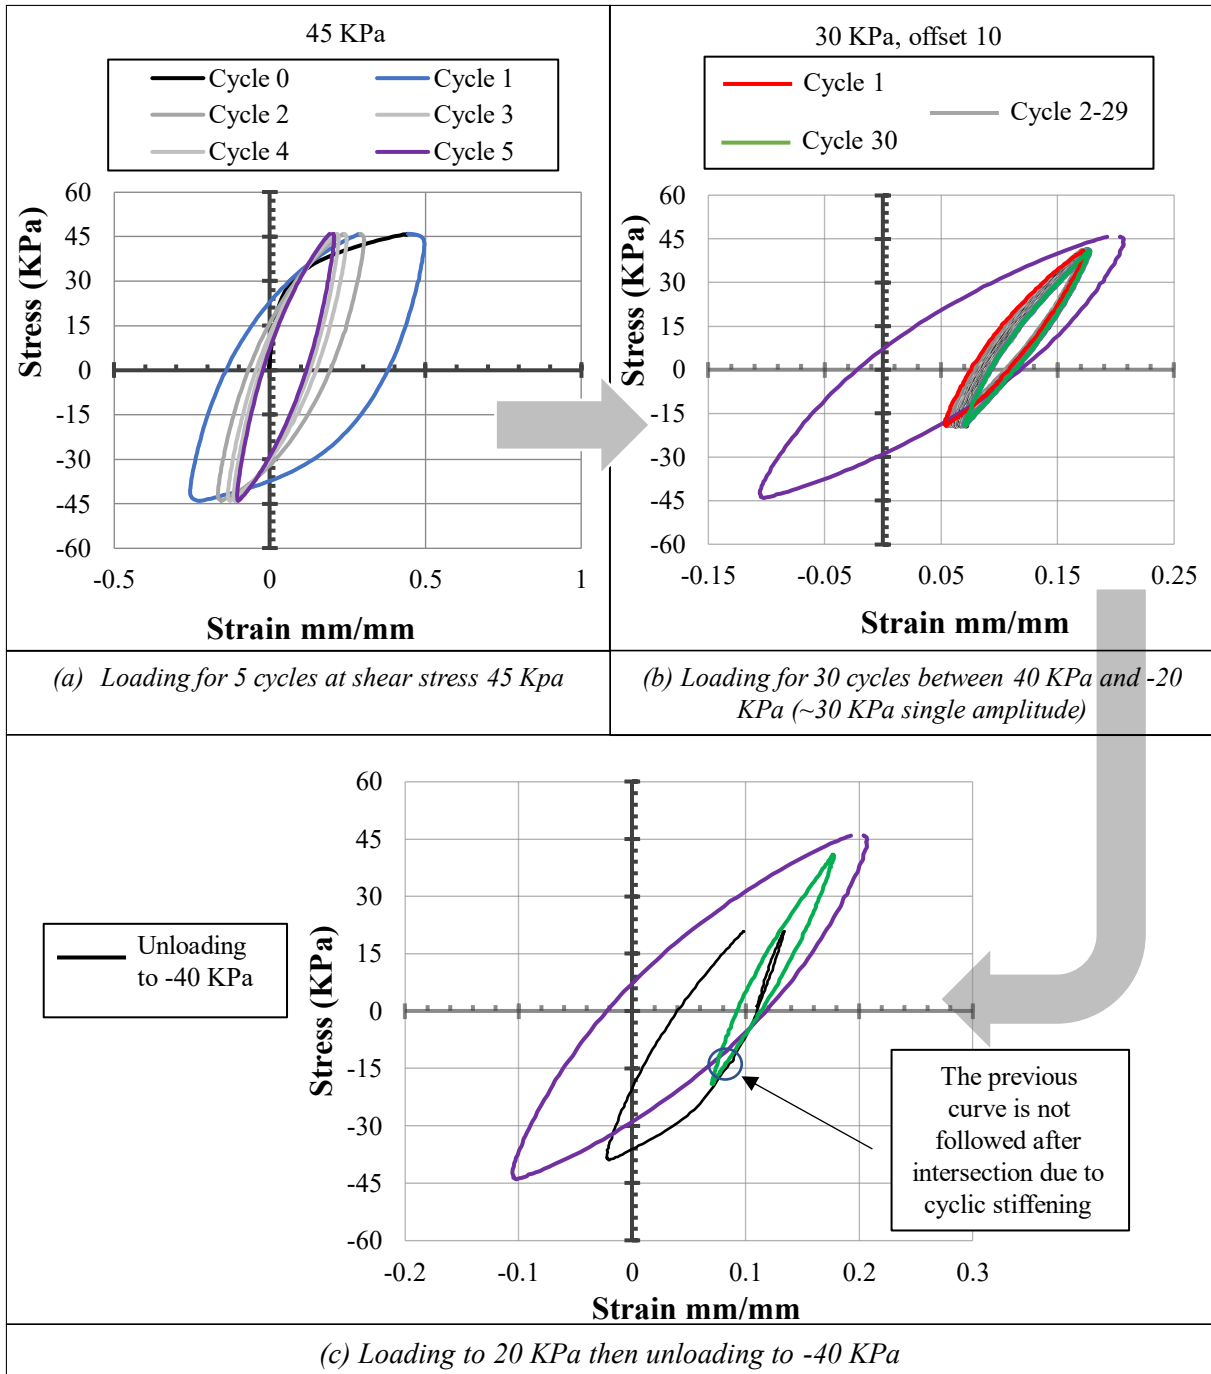 45 KPa
Cycle 0
Cycle 1
Cycle 2
Cycle 3
Cycle 4
Cycle 5
60
45
30
15
0
-15
-30
-45
-60
Stress (KPa)
-0.5
0
0.5
1
Strain mm/mm
(a) Loading for 5 cycles at shear stress 45 Kpa
30 KPa, offset 10
Cycle 1
Cycle 2-29
Cycle 30
60
45
30
15
0
-15
-30
-45
-60
Stress (KPa)
-0.15
-0.05
0.05
0.15
0.25
Strain mm/mm
(b) Loading for 30 cycles between 40 KPa and -20
KPa (~30 KPa single amplitude)
Unloading
to -40 KPa
60
45
30
15
0
-15
-30
-45
-60
Stress (KPa)
-0.2
-0.1
0
0.1
0.2
0.3
Strain mm/mm
The previous
curve is not
followed after
intersection due to
cyclic stiffening
(c) Loading to 20 KPa then unloading to -40 KPa